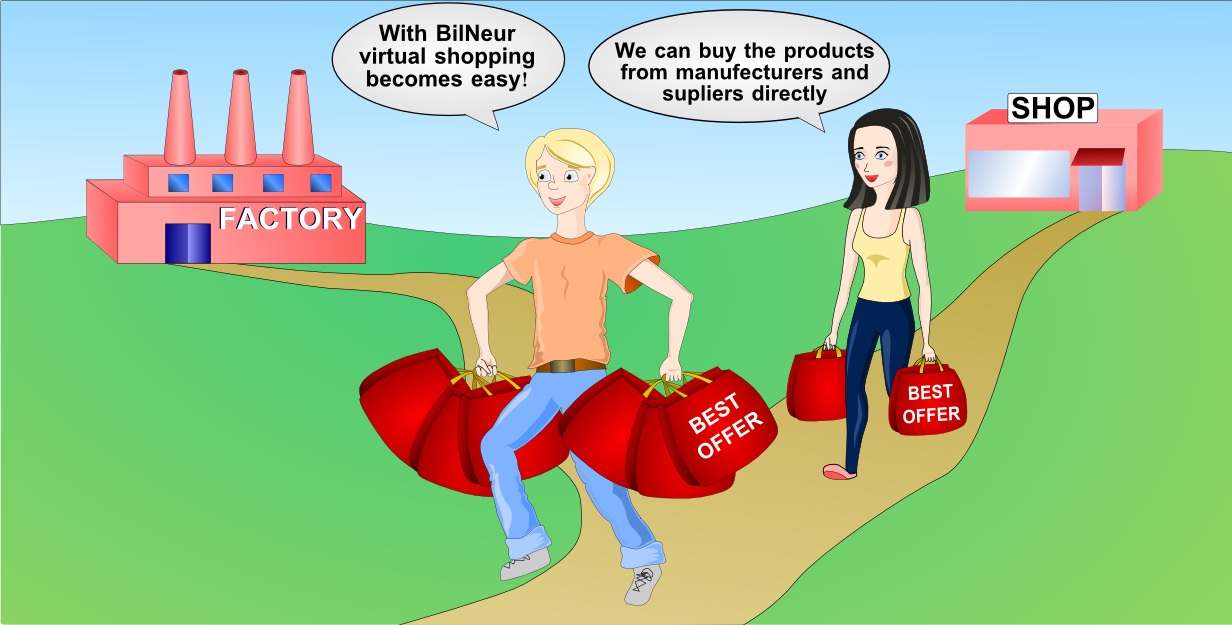 With BilNeur
virtual shopping
becomes easy!
We can buy the products
from manufecturers and
supliers directly
SHOP
FACTORY
BEST
OFFER
BEST
OFFER